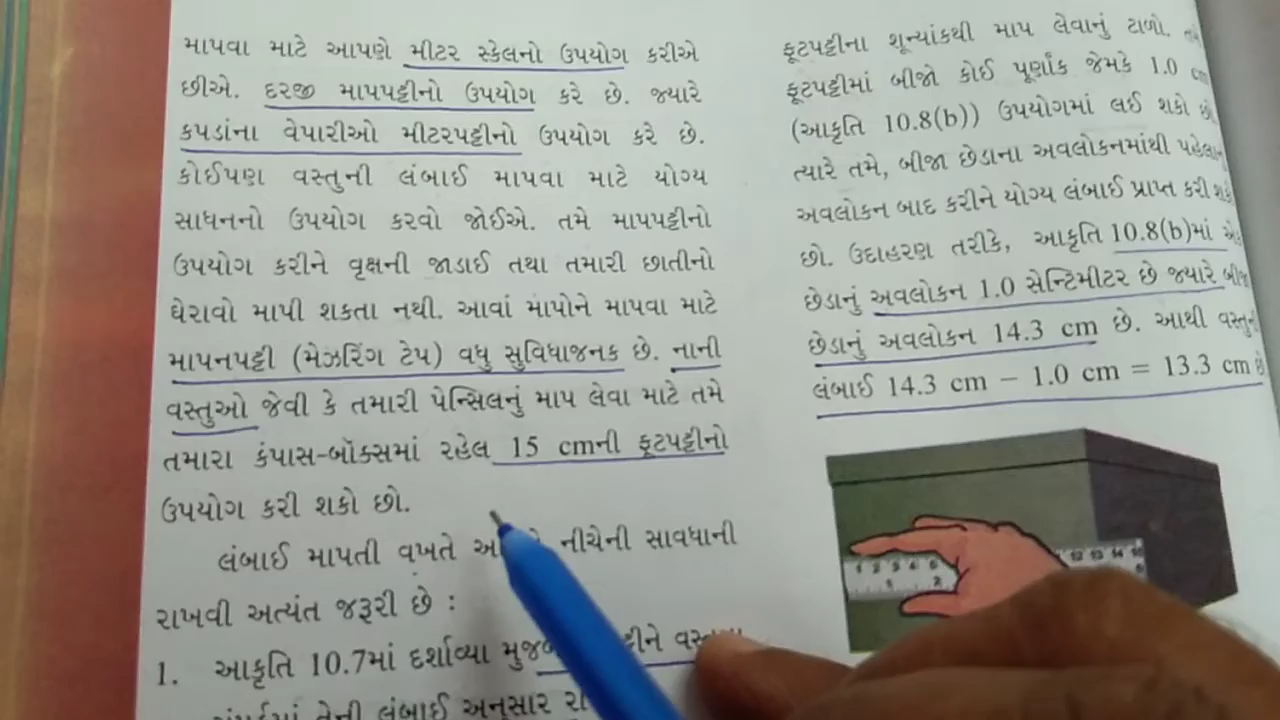 માપવા માટે આપણે મીટર સ્કેલનો ઉપયોગ કરીએ
છીએ. દરજી માપપટ્ટીનો ઉપયોગ કરે છે. જ્યારે
કપડાંના વેપારીઓ મીટરપટ્ટીનો ઉપયોગ કરે છે.
કોઈપણ વસ્તુની લંબાઈ માપવા માટે યોગ્ય
સાધનનો ઉપયોગ કરવો જોઈએ. તમે માપપટ્ટીનો
ઉપયોગ કરીને વૃક્ષની જાડાઈ તથા તમારી છાતીનો
ઘેરાવો માપી શકતા નથી. આવાં માપોને માપવા માટે
માપનપટ્ટી (મેઝરિંગ ટેપ) વધુ સુવિધાજનક છે. નાની
વસ્તુઓ જેવી કે તમારી પેન્સિલનું માપ લેવા માટે તમે
તમારા કંપાસ-બૉક્સમાં રહેલ 15 cmની ફૂટપટ્ટીનો
ઉપયોગ કરી શકો છો.
લંબાઈ માપતી વખતે નીચેની સાવધાની
રાખવી અત્યંત જરૂરી છે :
1. આકૃતિ 10.7માં દર્શાવ્યા
તેની લંબાઈ અનુસાર
ફૂટપટ્ટીના શૂન્યાંકથી માપ લેવાનું ટાળો.
ફૂટપટ્ટીમાં બીજો કોઈ પૂર્ણાંક જેમકે 1.0 cm
(આકૃતિ 10.8(b)) ઉપયોગમાં લઈ શકો છો
ત્યારે તમે, બીજા છેડાના અવલોકનમાંથી
અવલોકન બાદ કરીને યોગ્ય લંબાઈ પ્રાપ્ત કરી
છો. ઉદાહરણ તરીકે, આકૃતિ 10.8(b)માં
છેડાનું અવલોકન 1.0 સેન્ટિમીટર છે જ્યારે
છેડાનું અવલોકન 14.3 cm છે. આથી
લંબાઈ 14.3 cm – 1.0 cm = 13.3 cm છે